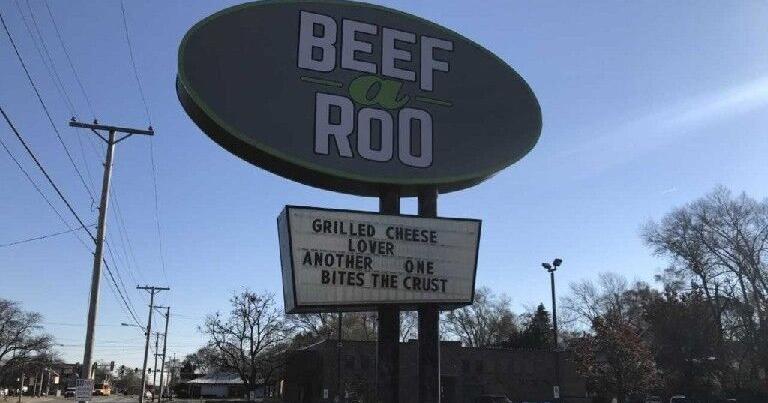 BEEF
a
ROO
GRILLED CHEESE
LOVER
ANOTHER ONE
BITES THE CRUST